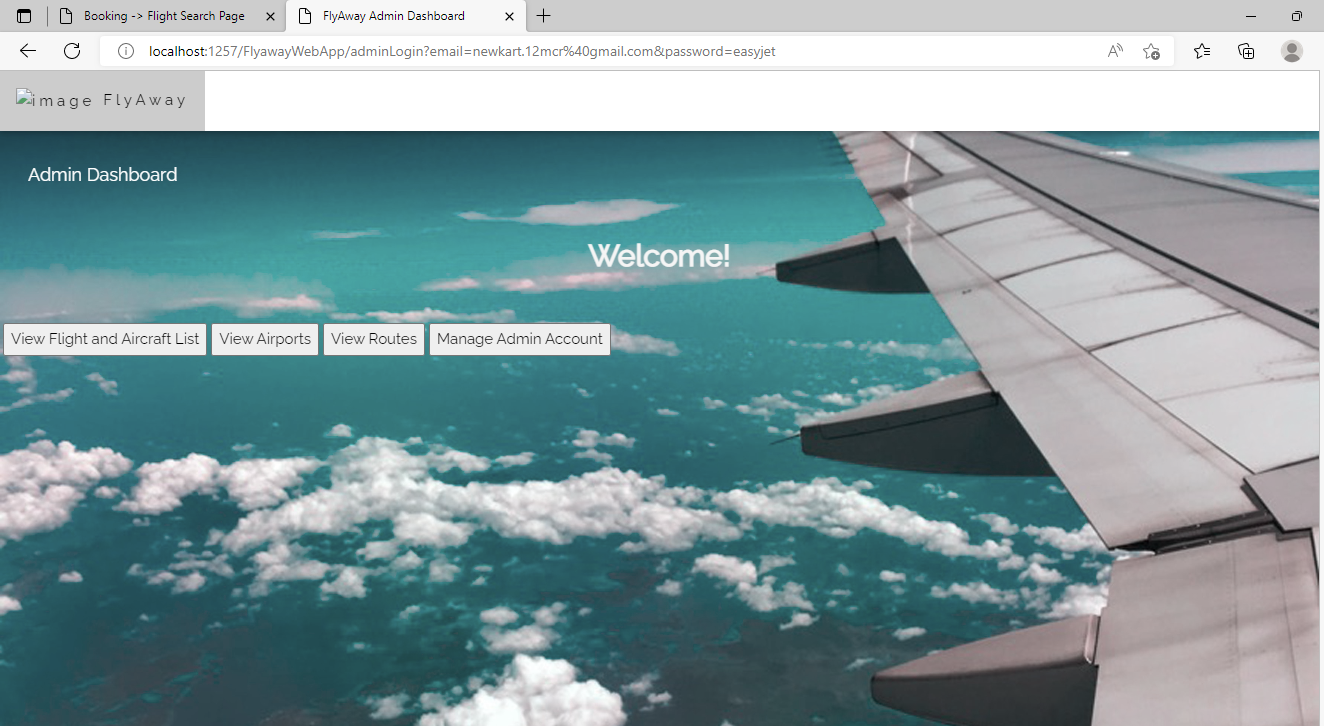 Booking -> Flight Search Page
FlyAway Admin Dashboard
localhost:1257/FlyawayWebApp/adminLogin?email=newkart.12mcr%40gmail.com&password=easyjet
image FlyAway
Admin Dashboard
Welcome!
View Flight and Aircraft List View Airports View Routes Manage Admin Account